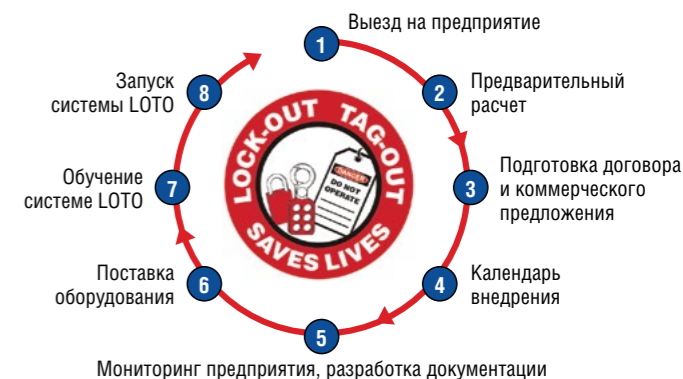 1
Выезд на предприятие
2
Предварительный
расчет
3
Подготовка договора
и коммерческого
предложения
4
Календарь
внедрения
5
Мониторинг предприятия, разработка документации
6
Поставка
оборудования
7
Обучение
системе LOTO
8
Запуск
системы LOTO
LOCK-OUT TAG-OUT
SAVES LIVES
DANGER
DO NOT
OPERATE